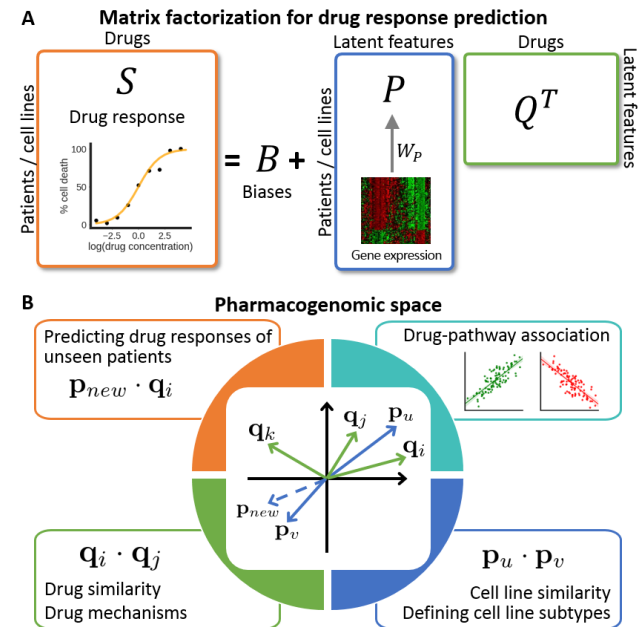 A
Matrix factorization for drug response prediction
Drugs
Patients / cell lines
S
Drug response
% cell death
100
50
0
−2.5 0.0 2.5
log(drug concentration)
= B +
Biases
Latent features
Patients / cell lines
P
W_P
Gene expression
Drugs
Q^T
Latent features
B
Pharmacogenomic space
Predicting drug responses of
unseen patients
p_new · q_i
Drug-pathway association
q_k
q_j
p_u
q_i
p_new
p_v
q_i · q_j
Drug similarity
Drug mechanisms
p_u · p_v
Cell line similarity
Defining cell line subtypes